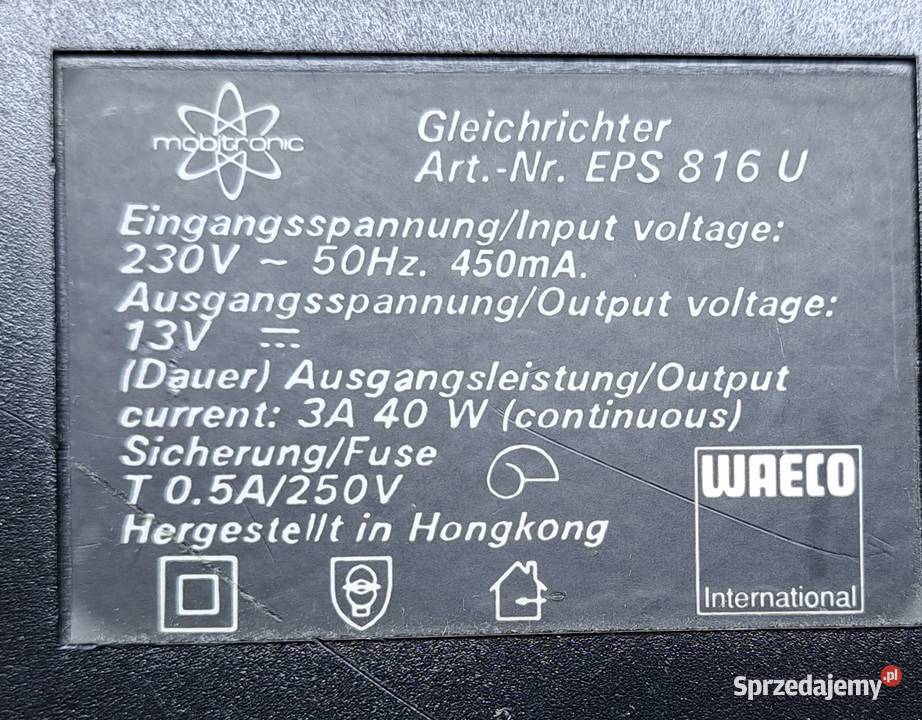 mobitronic
Gleichrichter
Art.-Nr. EPS 816 U
Eingangsspannung/Input voltage:
230V ~ 50Hz. 450mA.
Ausgangsspannung/Output voltage:
13V ⎓
(Dauer) Ausgangsleistung/Output
current: 3A 40 W (continuous)
Sicherung/Fuse
T 0.5A/250V
Hergestellt in Hongkong
WAECO
International
Sprzedajemy.pl